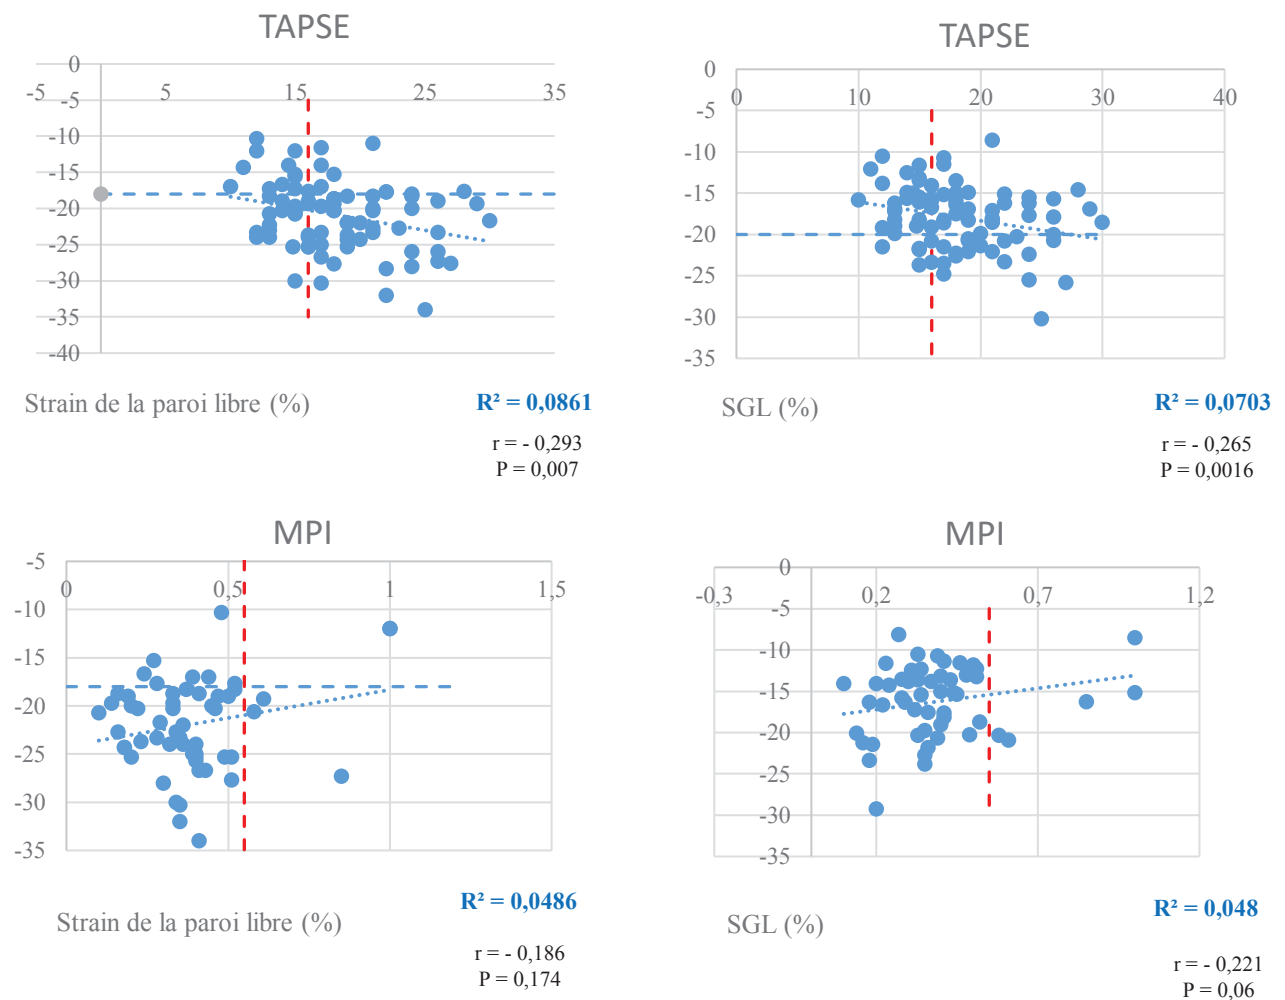 TAPSE
0
-5
5
15
25
35
-5
-10
-15
-20
-25
-30
-35
-40
Strain de la paroi libre (%)
R² = 0,0861
r = - 0,293
P = 0,007
TAPSE
0
0
10
20
30
40
-5
-10
-15
-20
-25
-30
-35
SGL (%)
R² = 0,0703
r = - 0,265
P = 0,0016
MPI
-5
0
0,5
1
1,5
-10
-15
-20
-25
-30
-35
Strain de la paroi libre (%)
R² = 0,0486
r = - 0,186
P = 0,174
MPI
0
-0,3
0,2
0,7
1,2
-5
-10
-15
-20
-25
-30
-35
SGL (%)
R² = 0,048
r = - 0,221
P = 0,06